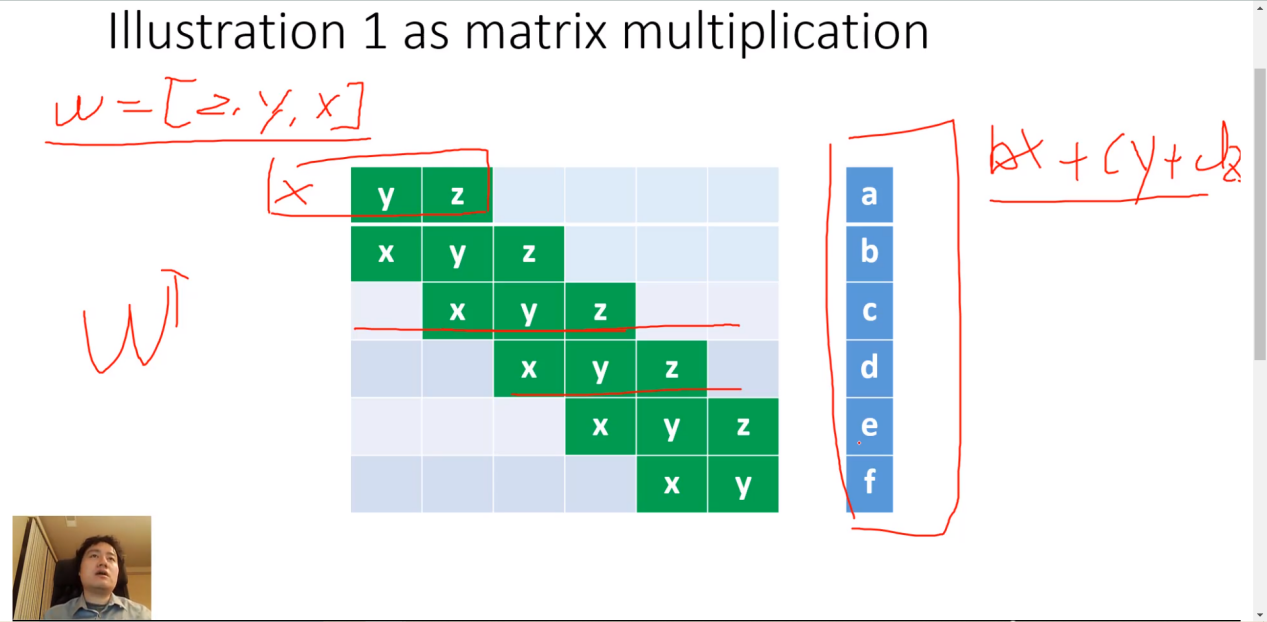 Illustration 1 as matrix multiplication
w = [z, y, x]
bx + cy + dz
x y z a
x y z b
x y z c
W^T
x y z d
x y z e
x y f